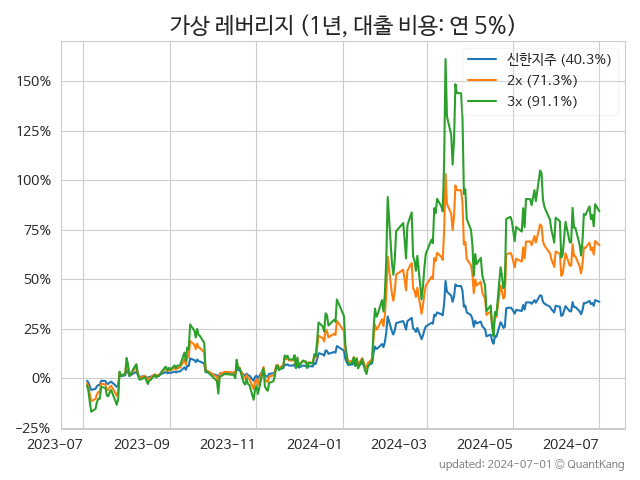 가상 레버리지 (1년, 대출 비용: 연 5%)
신한지주 (40.3%)
2x (71.3%)
3x (91.1%)
150%
125%
100%
75%
50%
25%
0%
−25%
2023-07 2023-09 2023-11 2024-01 2024-03 2024-05 2024-07
updated: 2024-07-01 © QuantKang